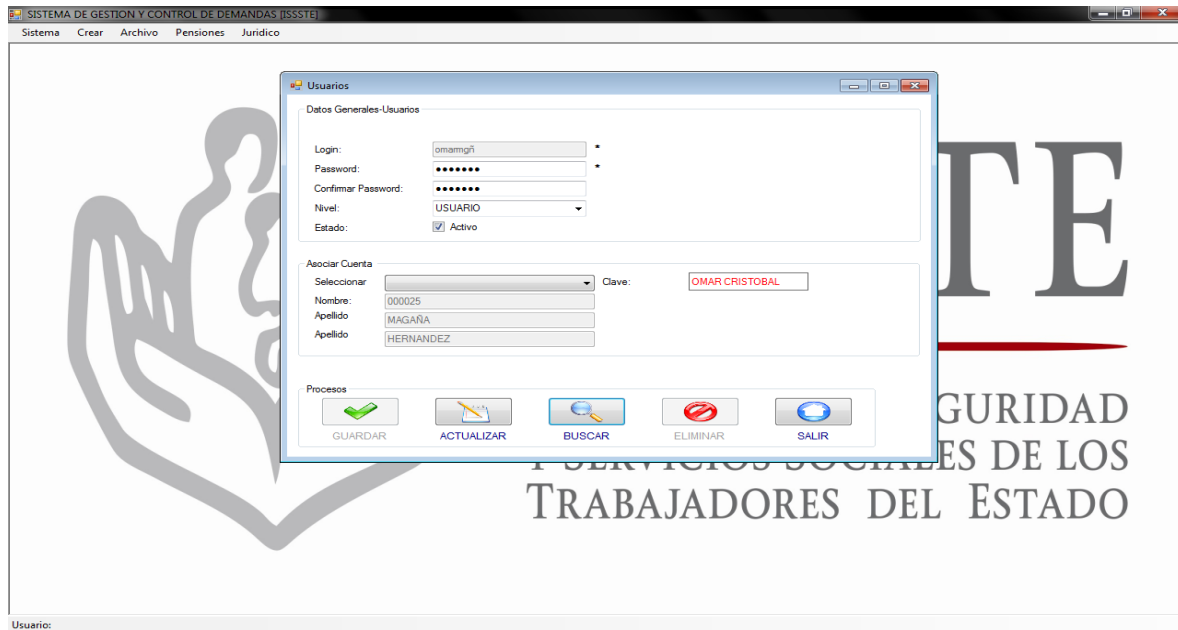 SISTEMA DE GESTION Y CONTROL DE DEMANDAS [ISSSTE]
Sistema Crear Archivo Pensiones Juridico
Usuarios
Datos Generales-Usuarios
Login: omarmgñ *
Password: ●●●●●●● *
Confirmar Password: ●●●●●●●
Nivel: USUARIO
Estado: Activo
Asociar Cuenta
Seleccionar Clave: OMAR CRISTOBAL
Nombre: 000025
Apellido MAGAÑA
Apellido HERNANDEZ
Procesos
GUARDAR ACTUALIZAR BUSCAR ELIMINAR SALIR
TE
GURIDAD
Y SERVICIOS SOCIALES DE LOS
TRABAJADORES DEL ESTADO
Usuario: